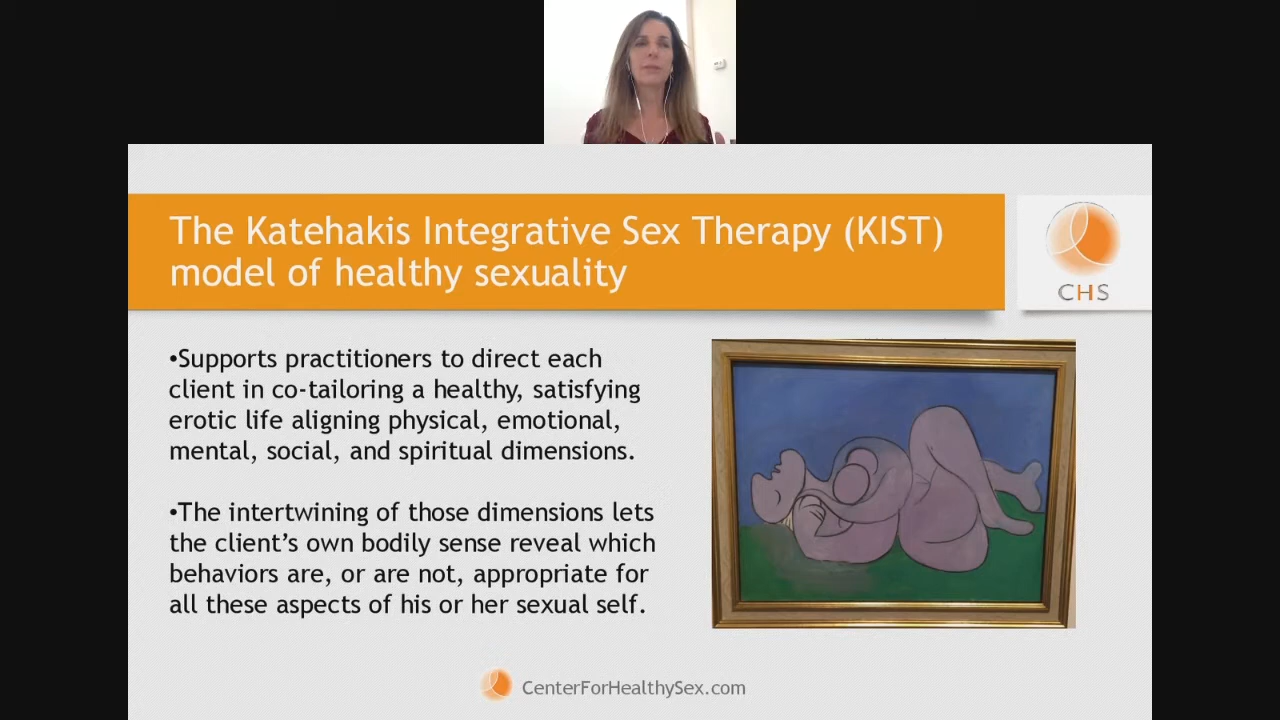 The Katehakis Integrative Sex Therapy (KIST)
model of healthy sexuality
CHS
•Supports practitioners to direct each
client in co-tailoring a healthy, satisfying
erotic life aligning physical, emotional,
mental, social, and spiritual dimensions.
•The intertwining of those dimensions lets
the client’s own bodily sense reveal which
behaviors are, or are not, appropriate for
all these aspects of his or her sexual self.
CenterForHealthySex.com